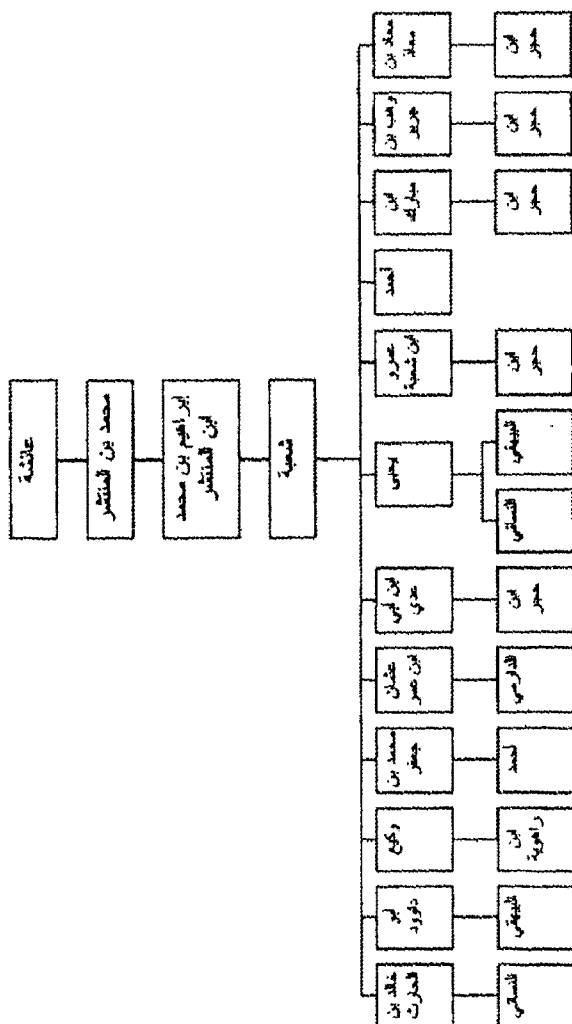 عائشة
محمد بن المنتشر
إبراهيم بن محمد
ابن المنتشر
شعبة
معاذ بن
معاذ
وهب بن
جرير
ابن
مبارك
أحمد
عمرو
ابن شعبة
يحيى
ابن أبي
عدي
عثمان
ابن عمر
محمد بن
جعفر
وكيع
أبو
داوود
خالد بن
الحارث
ابن
حجر
ابن
حجر
ابن
حجر
ابن
حجر
البيهقي
النسائي
ابن
حجر
الدارمي
أحمد
ابن
راهوية
البيهقي
النسائي